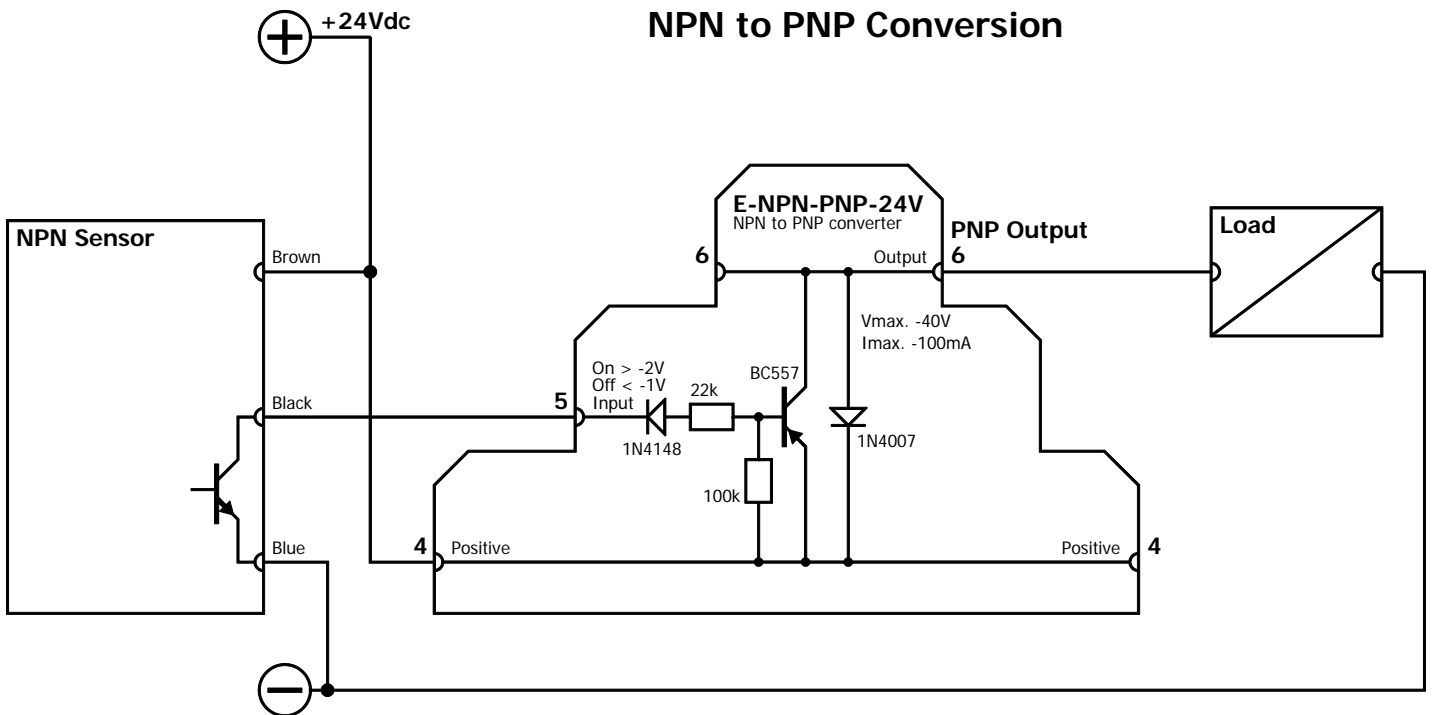 NPN to PNP Conversion
+24Vdc
NPN Sensor
Brown
Black
Blue
E-NPN-PNP-24V
NPN to PNP converter
6
Output
PNP Output
6
Load
Vmax. -40V
Imax. -100mA
On > -2V
Off < -1V
5
Input
22k
BC557
1N4148
1N4007
100k
4
Positive
Positive
4